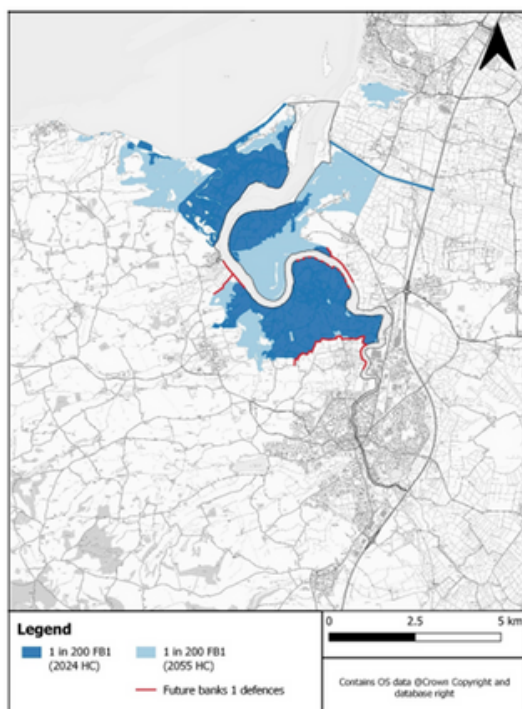 Legend
1 in 200 FB1
(2024 HC)
1 in 200 FB1
(2055 HC)
Future banks 1 defences
0 2.5 5 km
Contains OS data @Crown Copyright and
database right